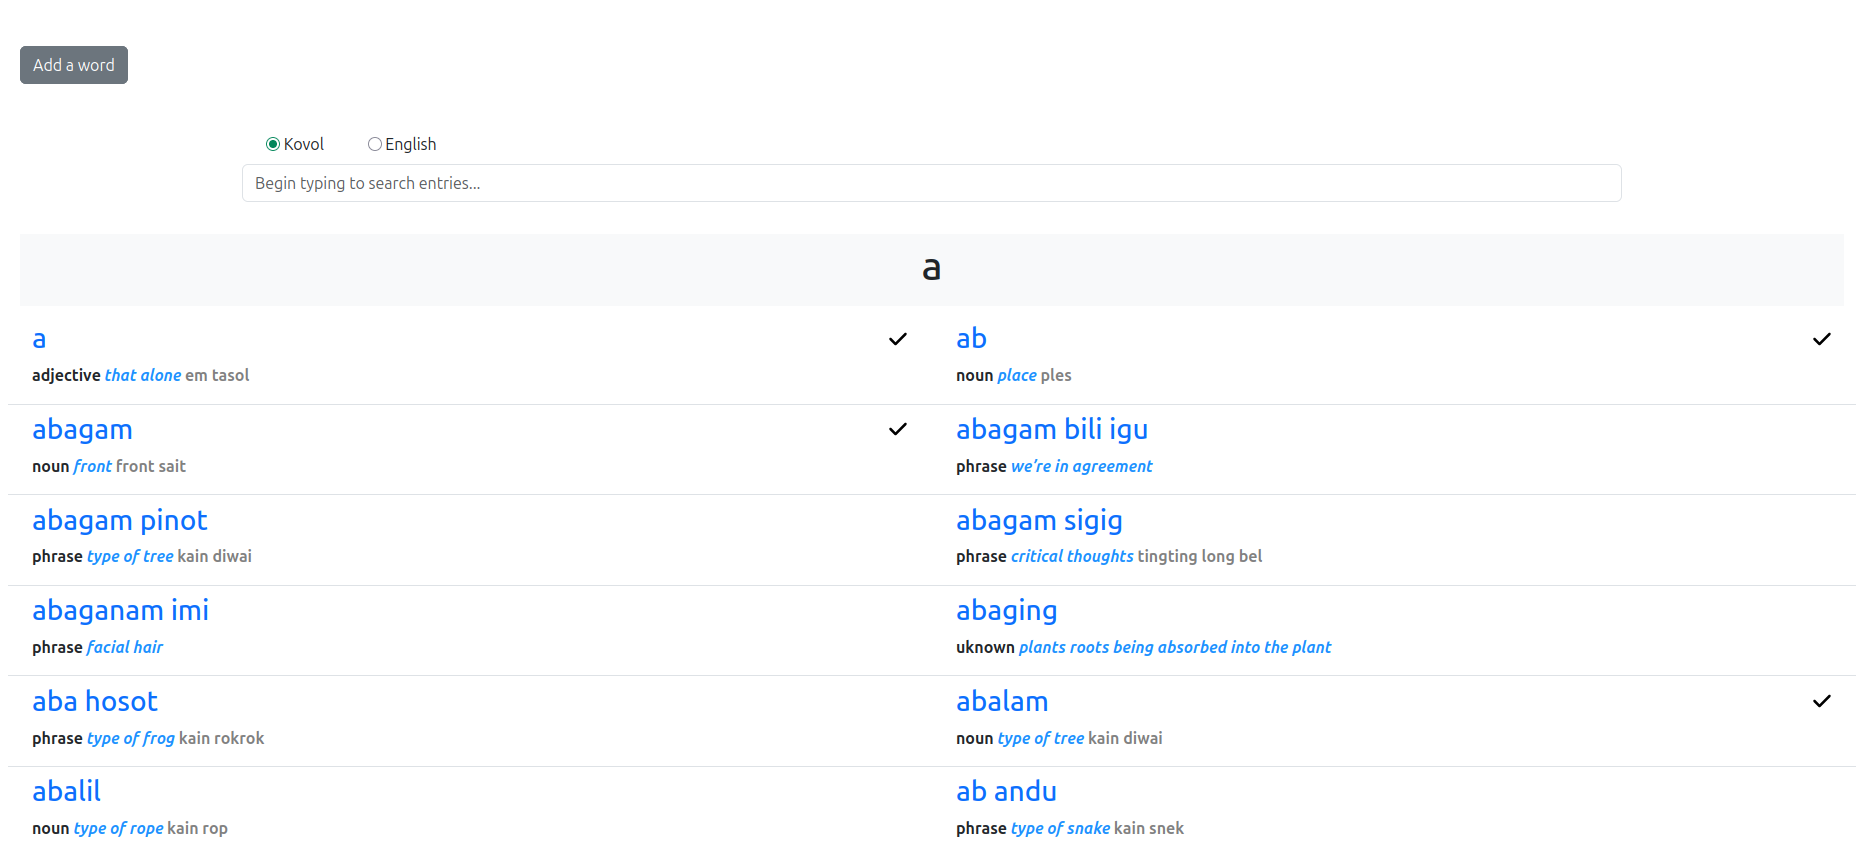 Add a word
Kovol English
Begin typing to search entries...
a
a
adjective that alone em tasol
ab
noun place ples
abagam
noun front front sait
abagam bili igu
phrase we're in agreement
abagam pinot
phrase type of tree kain diwai
abagam sigig
phrase critical thoughts tingting long bel
abaganam imi
phrase facial hair
abaging
uknown plants roots being absorbed into the plant
aba hosot
phrase type of frog kain rokrok
abalam
noun type of tree kain diwai
abalil
noun type of rope kain rop
ab andu
phrase type of snake kain snek